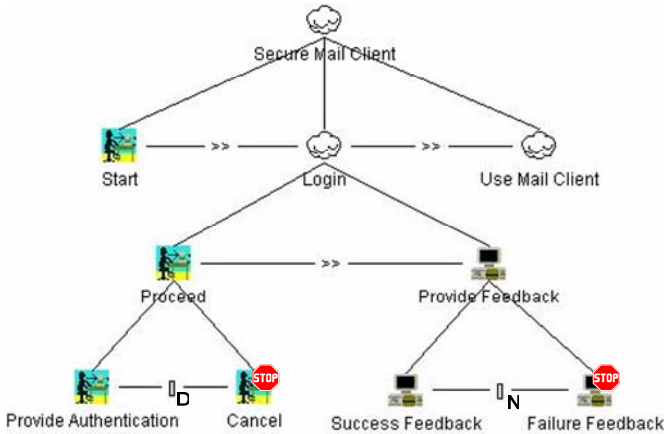 Secure Mail Client
>> >>
Start Login Use Mail Client
>>
Proceed Provide Feedback
STOP STOP
[] D [] N
Provide Authentication Cancel Success Feedback Failure Feedback